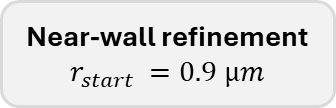 Near-wall refinement
r_start = 0.9 μm